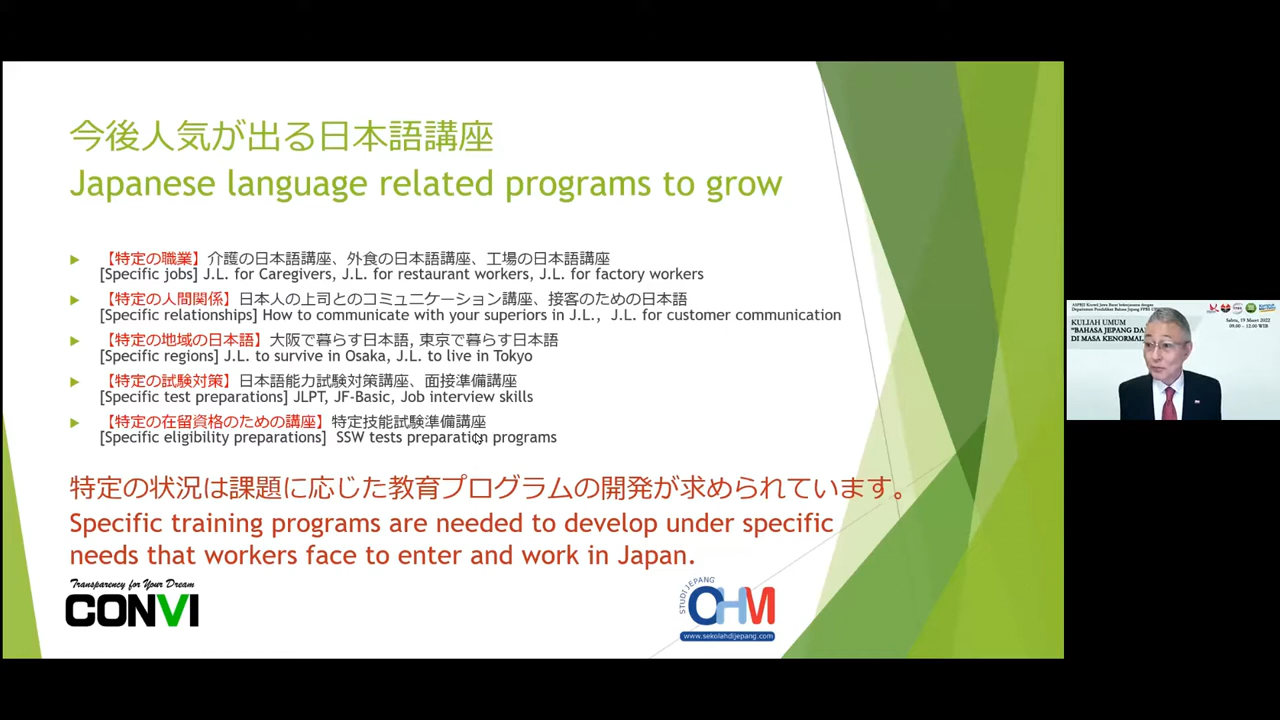 今後人気が出る日本語講座
Japanese language related programs to grow
【特定の職業】介護の日本語講座、外食の日本語講座、工場の日本語講座
[Specific jobs] J.L. for Caregivers, J.L. for restaurant workers, J.L. for factory workers
【特定の人間関係】日本人の上司とのコミュニケーション講座、接客のための日本語
[Specific relationships] How to communicate with your superiors in J.L., J.L. for customer communication
【特定の地域の日本語】大阪で暮らす日本語, 東京で暮らす日本語
[Specific regions] J.L. to survive in Osaka, J.L. to live in Tokyo
【特定の試験対策】日本語能力試験対策講座、面接準備講座
[Specific test preparations] JLPT, JF-Basic, Job interview skills
【特定の在留資格のための講座】特定技能試験準備講座
[Specific eligibility preparations] SSW tests preparation programs
特定の状況は課題に応じた教育プログラムの開発が求められています。
Specific training programs are needed to develop under specific
needs that workers face to enter and work in Japan.
Transparency for Your Dream
CONVI
STUDI JEPANG
OHM
www.sekolahdijepang.com
Sabtu, 19 Maret 2022
09.00 - 12.00 WIB
KULIAH UMUM
"BAHASA JEPANG DA
DI MASA KENORMAL